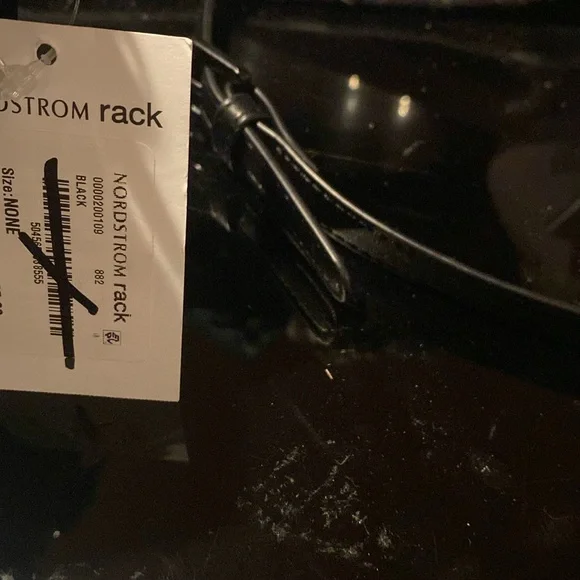 DSTROM rack
NORDSTROM rack
0000200109 882
BLACK
Size:NONE